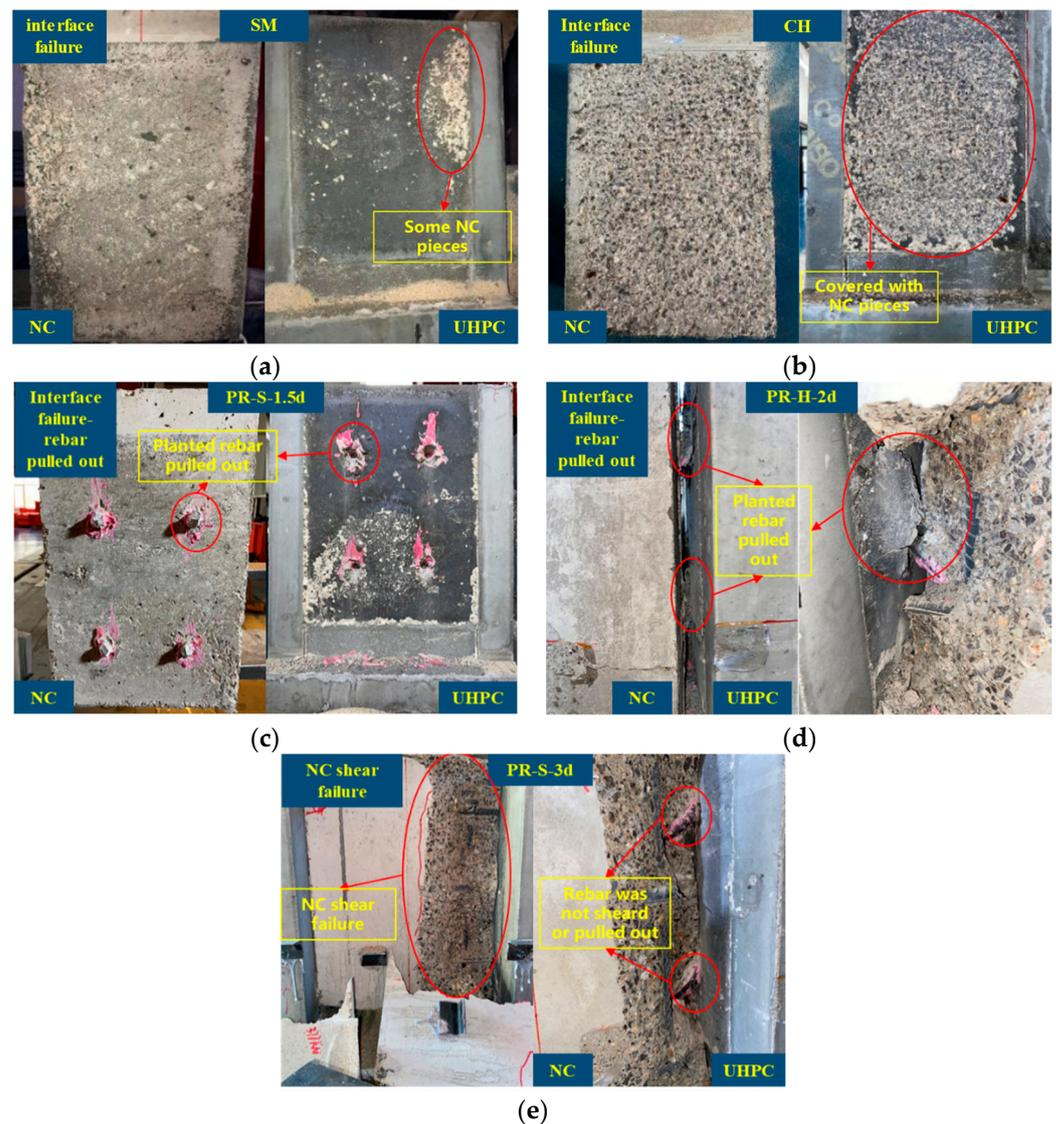 interface
failure
SM
Some NC
pieces
NC
UHPC
(a)
Interface
failure
CH
Covered with
NC pieces
NC
UHPC
(b)
Interface
failure-
rebar
pulled out
PR-S-1.5d
Planted rebar
pulled out
NC
UHPC
(c)
Interface
failure-
rebar
pulled out
PR-H-2d
Planted
rebar
pulled
out
NC
UHPC
(d)
NC shear
failure
PR-S-3d
NC shear
failure
Rebar was
not sheard
or pulled out
NC
UHPC
(e)